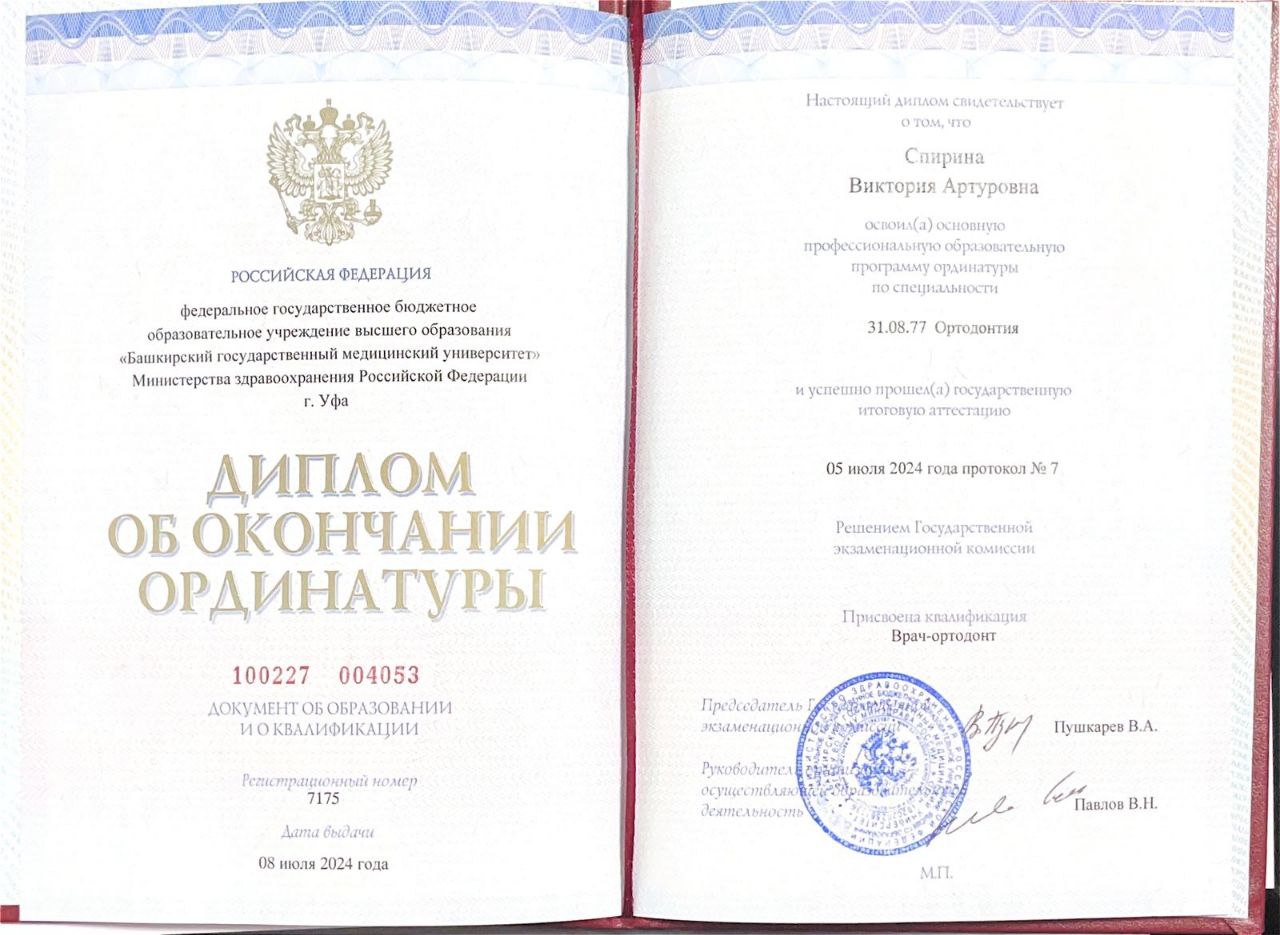 РОССИЙСКАЯ ФЕДЕРАЦИЯ
федеральное государственное бюджетное
образовательное учреждение высшего образования
«Башкирский государственный медицинский университет»
Министерства здравоохранения Российской Федерации
г. Уфа
ДИПЛОМ
ОБ ОКОНЧАНИИ
ОРДИНАТУРЫ
100227 004053
ДОКУМЕНТ ОБ ОБРАЗОВАНИИ
И О КВАЛИФИКАЦИИ
Регистрационный номер
7175
Дата выдачи
08 июля 2024 года
Настоящий диплом свидетельствует
о том, что
Спирина
Виктория Артуровна
освоил(а) основную
профессиональную образовательную
программу ординатуры
по специальности
31.08.77 Ортодонтия
и успешно прошел(а) государственную
итоговую аттестацию
05 июля 2024 года протокол № 7
Решением Государственной
экзаменационной комиссии
Присвоена квалификация
Врач-ортодонт
Председатель
Пушкарев В.А.
Руководитель
деятельность
Павлов В.Н.
М.П.